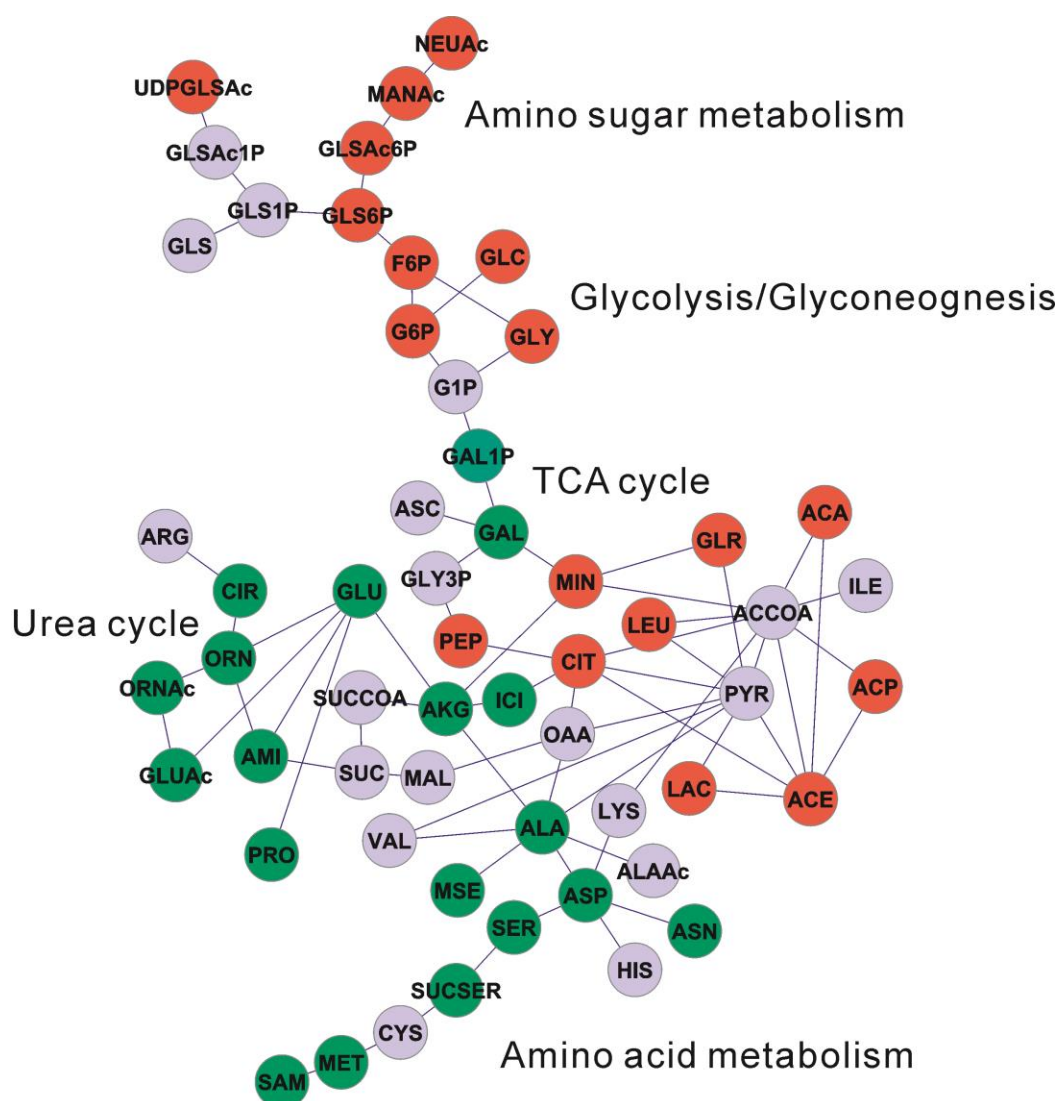 NEUAc
UDPGLSAc
MANAc
Amino sugar metabolism
GLSAc1P
GLSAc6P
GLS1P
GLS6P
GLS
F6P
GLC
Glycolysis/Glyconeognesis
G6P
GLY
G1P
GAL1P
TCA cycle
ASC
ACA
ARG
GAL
GLR
GLY3P
MIN
ILE
CIR
GLU
ACCOA
Urea cycle
LEU
PEP
ORN
CIT
ORNAc
SUCCOA
AKG
ICI
PYR
ACP
OAA
GLUAc
AMI
SUC
MAL
LAC
ACE
LYS
VAL
ALA
PRO
ALAAc
MSE
ASP
SER
ASN
HIS
SUCSER
CYS
Amino acid metabolism
MET
SAM